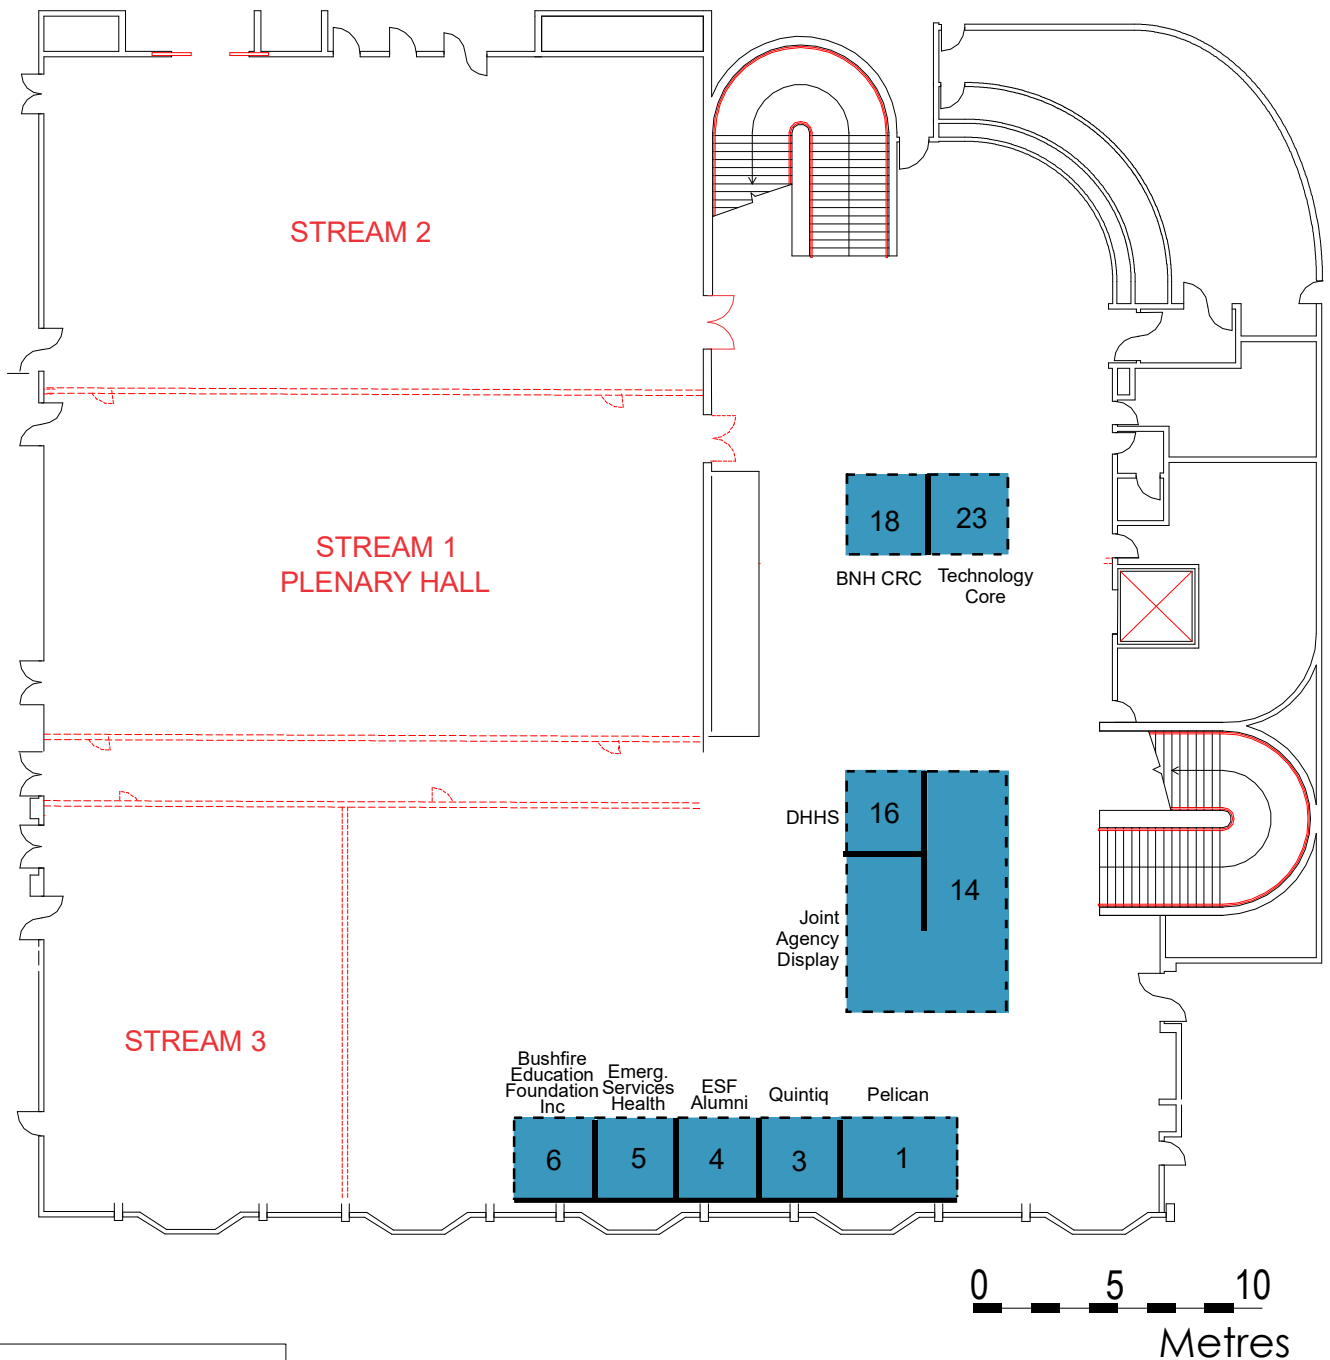 STREAM 2
STREAM 1
PLENARY HALL
18
23
BNH CRC
Technology
Core
DHHS
16
14
Joint
Agency
Display
STREAM 3
Bushfire
Education
Foundation
Inc
Emerg.
Services
Health
ESF
Alumni
Quintiq
Pelican
6
5
4
3
1
0 5 10
Metres